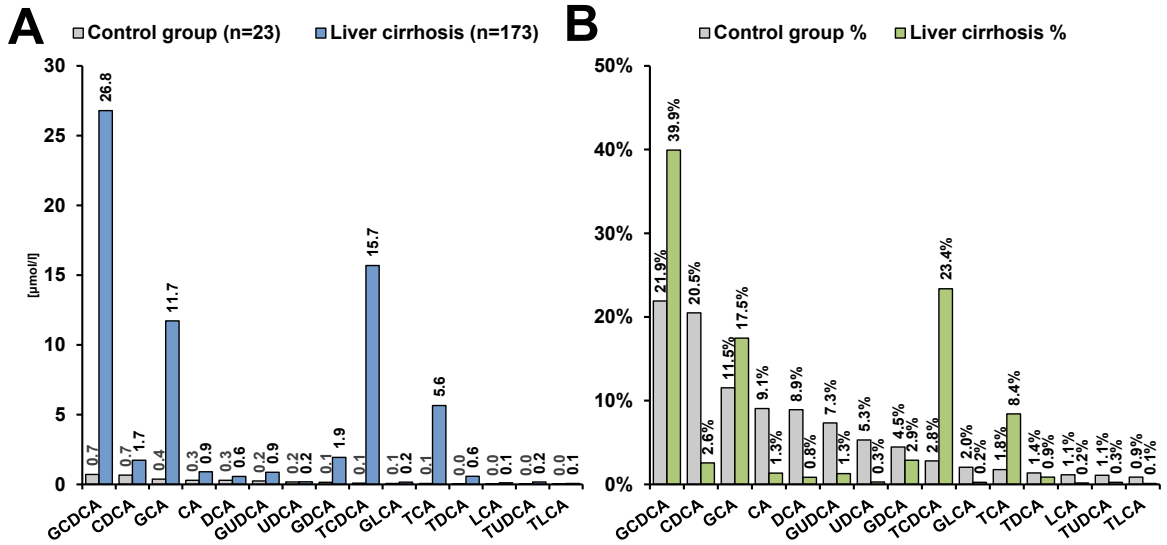 A
Control group (n=23) Liver cirrhosis (n=173)
[µmol/l]
30
25
20
15
10
5
0
0.7 26.8 0.7 1.7 0.4 11.7 0.3 0.9 0.3 0.6 0.2 0.9 0.2 0.2 0.1 1.9 0.1 15.7 0.1 0.2 0.1 5.6 0.0 0.6 0.0 0.1 0.0 0.2 0.0 0.1
GCDCA CDCA GCA CA DCA GUDCA UDCA GDCA TCDCA GLCA TCA TDCA LCA TUDCA TLCA
B
Control group % Liver cirrhosis %
50%
40%
30%
20%
10%
0%
21.9% 39.9% 20.5% 2.6% 11.5% 17.5% 9.1% 1.3% 8.9% 0.8% 7.3% 1.3% 5.3% 0.3% 4.5% 2.9% 2.8% 23.4% 2.0% 0.2% 1.8% 8.4% 1.4% 0.9% 1.1% 0.2% 1.1% 0.3% 0.9% 0.1%
GCDCA CDCA GCA CA DCA GUDCA UDCA GDCA TCDCA GLCA TCA TDCA LCA TUDCA TLCA